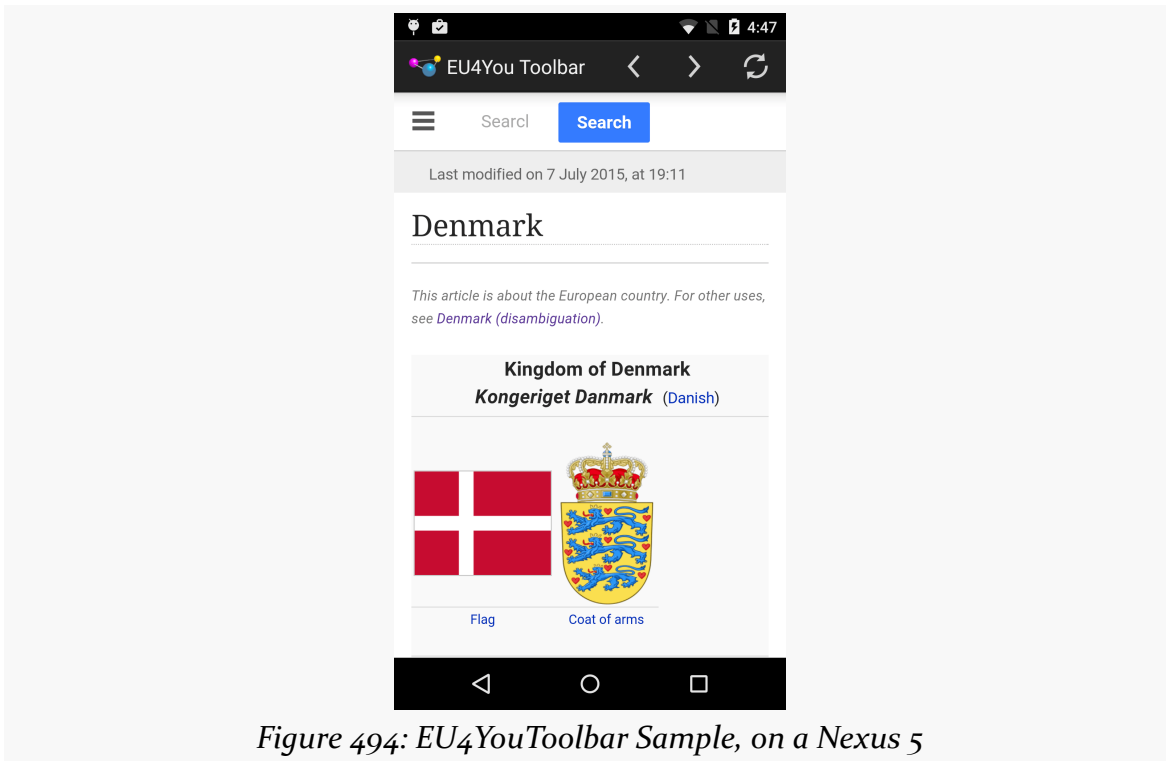 4:47
EU4You Toolbar
Searcl
Search
Last modified on 7 July 2015, at 19:11
Denmark
This article is about the European country. For other uses,
see Denmark (disambiguation).
Kingdom of Denmark
Kongeriget Danmark (Danish)
Flag
Coat of arms
Figure 494: EU4YouToolbar Sample, on a Nexus 5